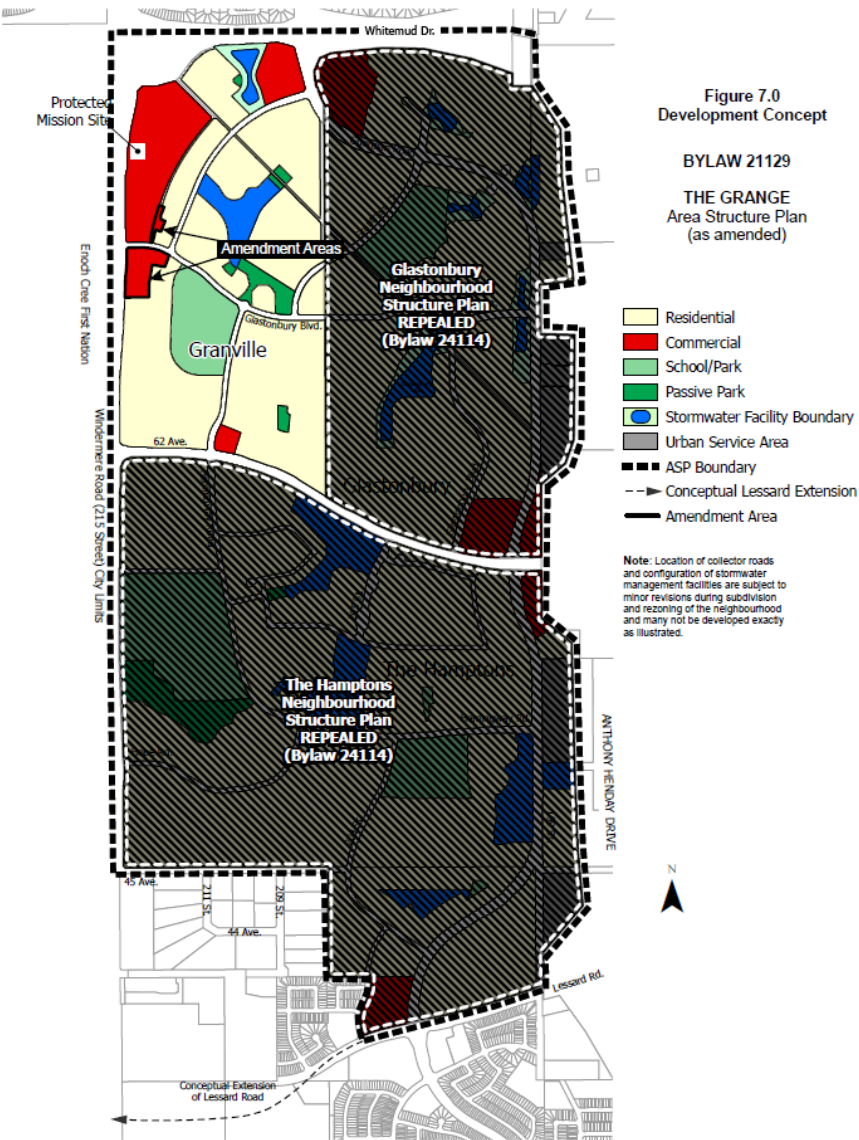 Whitemud Dr.
Figure 7.0
Development Concept
BYLAW 21129
THE GRANGE
Area Structure Plan
(as amended)
Protected
Mission Site
Amendment Areas
Enoch Cree First Nation
Glastonbury
Neighbourhood
Structure Plan
REPEALED
(Bylaw 24114)
Glastonbury Blvd.
Granville
Residential
Commercial
School/Park
Passive Park
Stormwater Facility Boundary
Urban Service Area
ASP Boundary
Conceptual Lessard Extension
Amendment Area
62 Ave.
Windermere Road (215 Street) City Limits
Glastonbury
Note: Location of collector roads
and configuration of stormwater
management facilities are subject to
minor revisions during subdivision
and rezoning of the neighbourhood
and many not be developed exactly
as illustrated.
The Hamptons
The Hamptons
Neighbourhood
Structure Plan
REPEALED
(Bylaw 24114)
ANTHONY HENDAY DRIVE
N
45 Ave.
211 St.
209 St.
44 Ave.
Lessard Rd.
Conceptual Extension
of Lessard Road